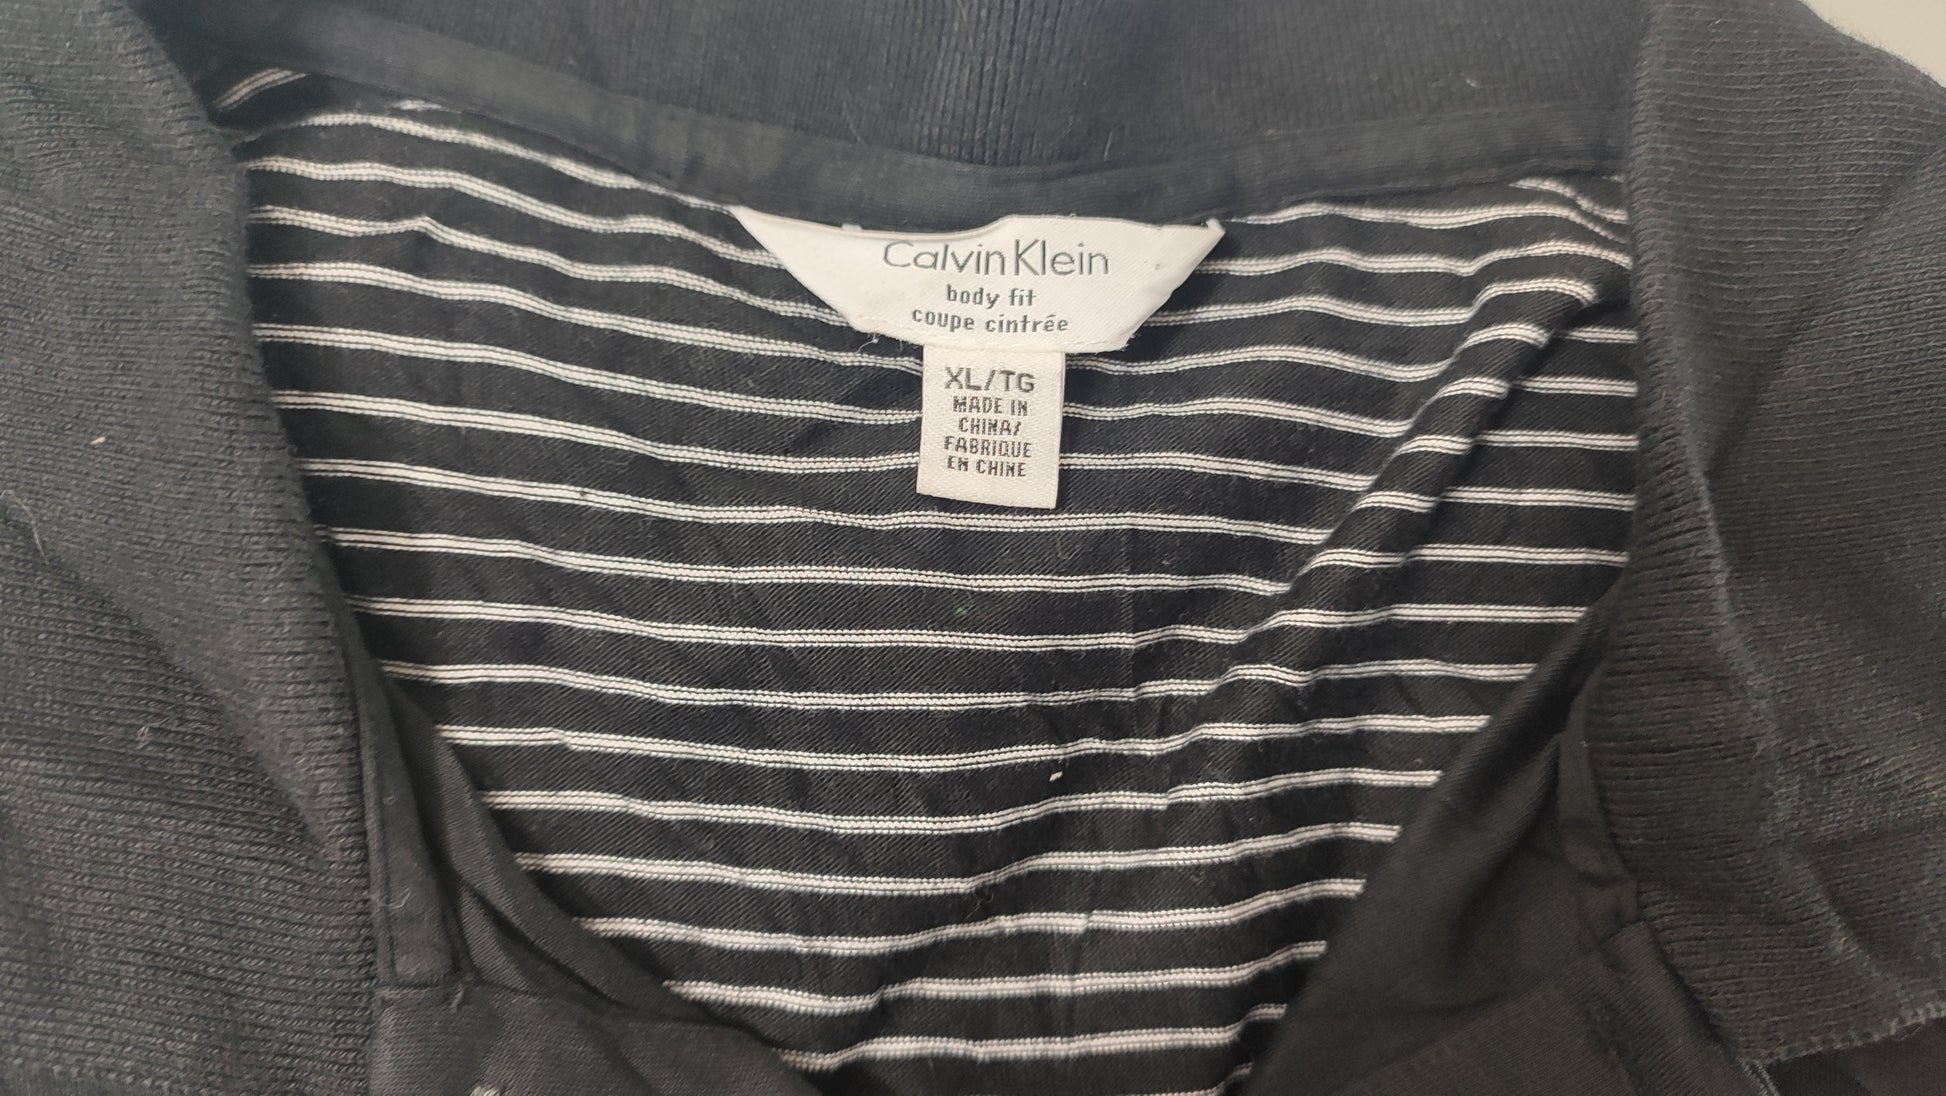 Calvin Klein
body fit
coupe cintrée
XL/TG
MADE IN
CHINA/
FABRIQUE
EN CHINE